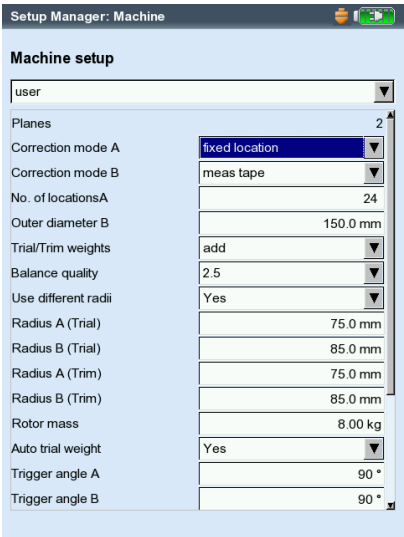 Setup Manager: Machine
Machine setup
user
Planes 2
Correction mode A fixed location
Correction mode B meas tape
No. of locationsA 24
Outer diameter B 150.0 mm
Trial/Trim weights add
Balance quality 2.5
Use different radii Yes
Radius A (Trial) 75.0 mm
Radius B (Trial) 85.0 mm
Radius A (Trim) 75.0 mm
Radius B (Trim) 85.0 mm
Rotor mass 8.00 kg
Auto trial weight Yes
Trigger angle A 90 °
Trigger angle B 90 °